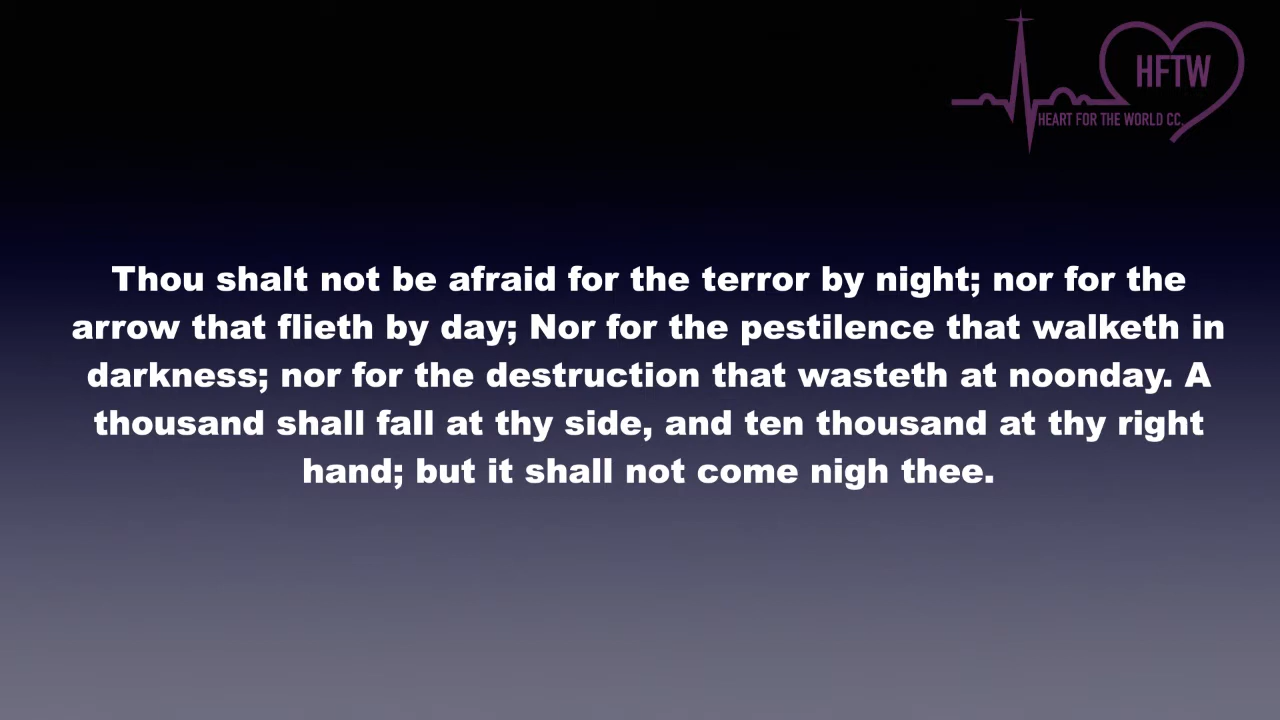 HFTW
HEART FOR THE WORLD CC.
Thou shalt not be afraid for the terror by night; nor for the
arrow that flieth by day; Nor for the pestilence that walketh in
darkness; nor for the destruction that wasteth at noonday. A
thousand shall fall at thy side, and ten thousand at thy right
hand; but it shall not come nigh thee.